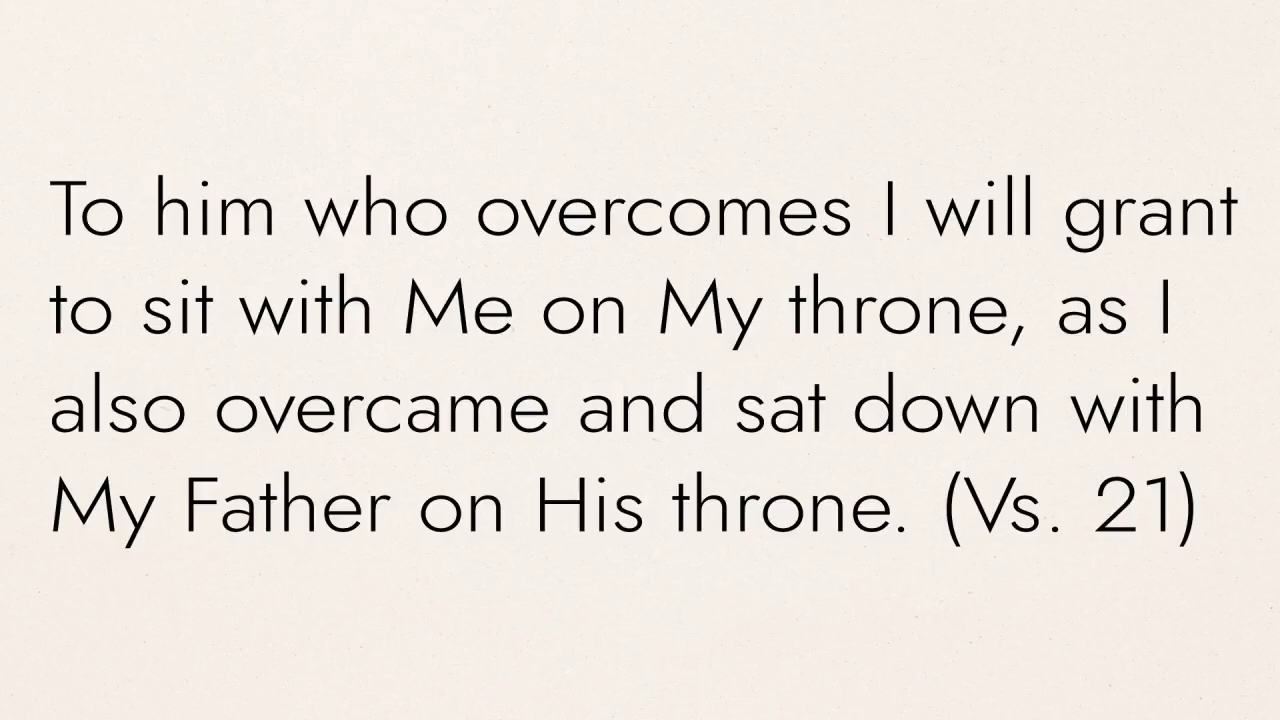 To him who overcomes I will grant
to sit with Me on My throne, as I
also overcame and sat down with
My Father on His throne. (Vs. 21)